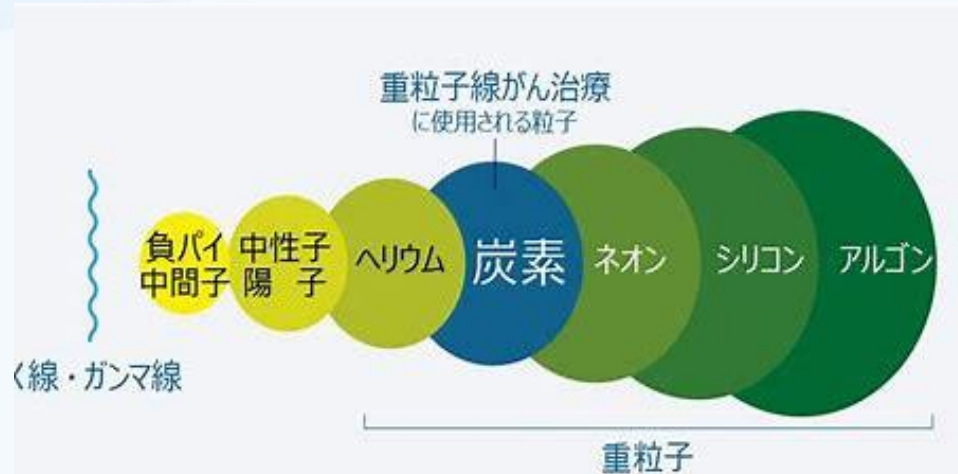 重粒子線がん治療
に使用される粒子
負パイ
中間子
中性子
陽 子
ヘリウム
炭素
ネオン
シリコン
アルゴン
線・ガンマ線
重粒子